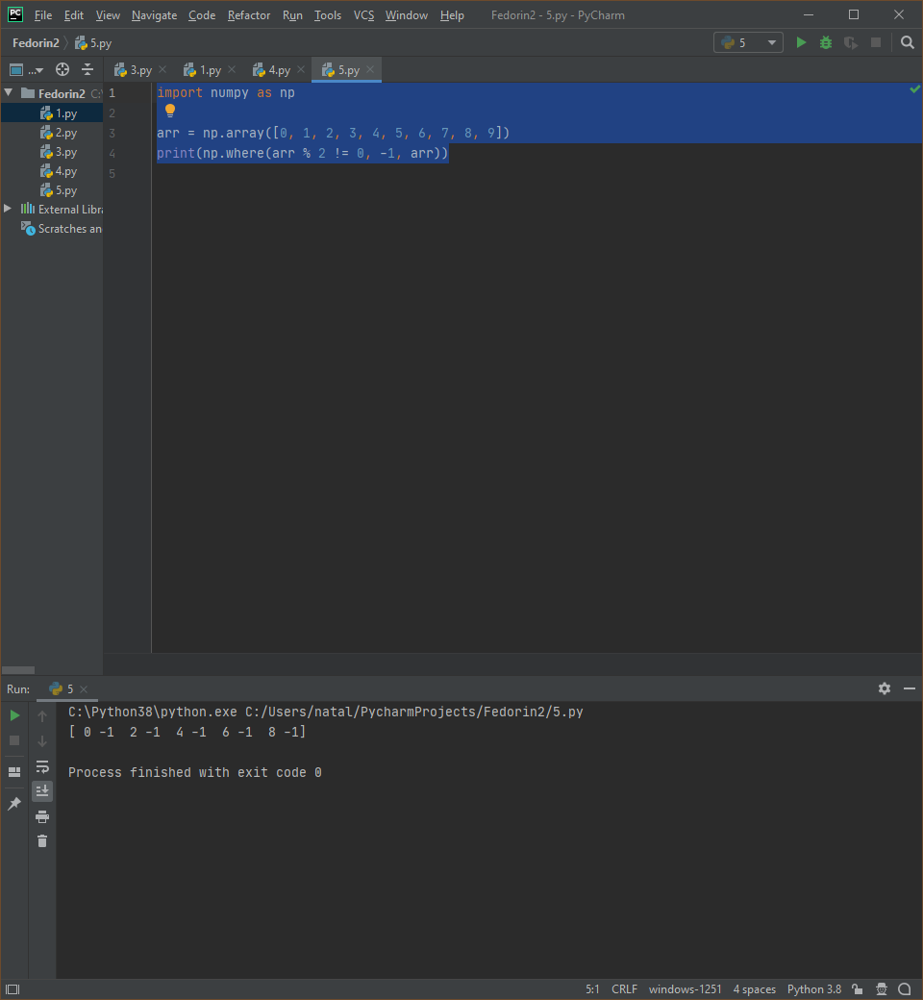 PC File Edit View Navigate Code Refactor Run Tools VCS Window Help Fedorin2 - 5.py - PyCharm
Fedorin2 5.py 5
... 3.py 1.py 4.py 5.py
Fedorin2 C:\
1.py
2.py
3.py
4.py
5.py
External Libra
Scratches an
1 import numpy as np
2
3 arr = np.array([0, 1, 2, 3, 4, 5, 6, 7, 8, 9])
4 print(np.where(arr % 2 != 0, -1, arr))
5
Run: 5
C:\Python38\python.exe C:/Users/natal/PycharmProjects/Fedorin2/5.py
[ 0 -1  2 -1  4 -1  6 -1  8 -1]
Process finished with exit code 0
5:1 CRLF windows-1251 4 spaces Python 3.8